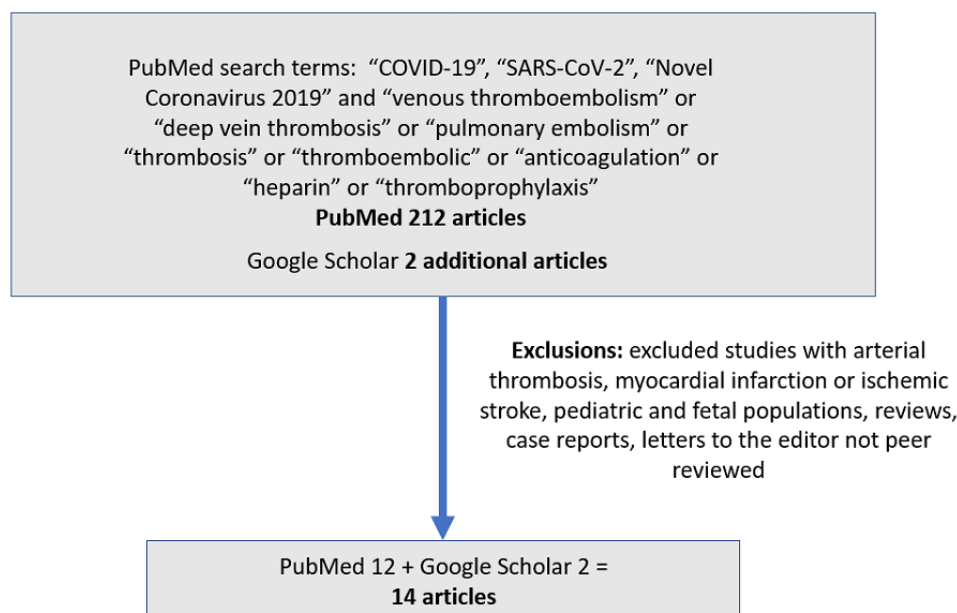 PubMed search terms:  “COVID-19”, “SARS-CoV-2”, “Novel
Coronavirus 2019” and “venous thromboembolism” or
“deep vein thrombosis” or “pulmonary embolism” or
“thrombosis” or “thromboembolic” or “anticoagulation” or
“heparin” or “thromboprophylaxis”
PubMed 212 articles
Google Scholar 2 additional articles
Exclusions: excluded studies with arterial
thrombosis, myocardial infarction or ischemic
stroke, pediatric and fetal populations, reviews,
case reports, letters to the editor not peer
reviewed
PubMed 12 + Google Scholar 2 =
14 articles